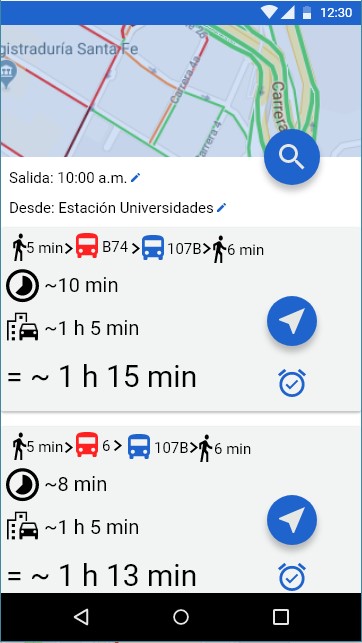 12:30
gistraduría Santa Fe
Carrera 4a
Carrera
Carrera 4
Salida: 10:00 a.m.
Desde: Estación Universidades
5 min B74 107B 6 min
~10 min
~1 h 5 min
= ~ 1 h 15 min
5 min 6 107B 6 min
~8 min
~1 h 5 min
= ~ 1 h 13 min